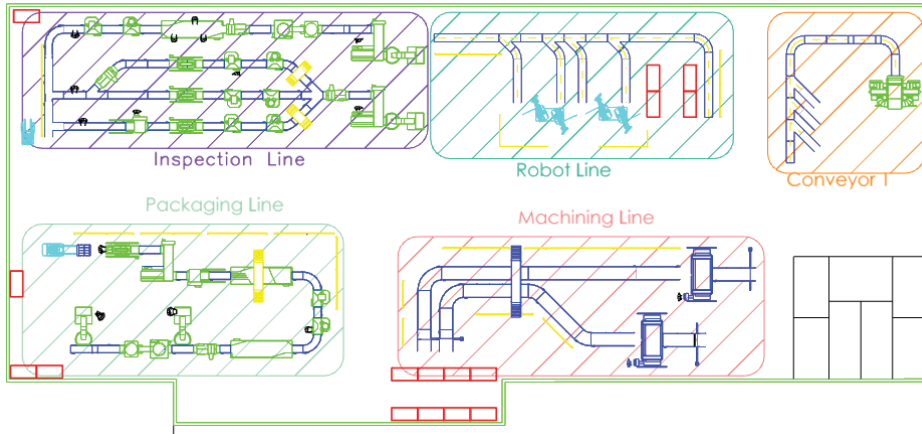 Inspection Line
Robot Line
Conveyor 1
Packaging Line
Machining Line